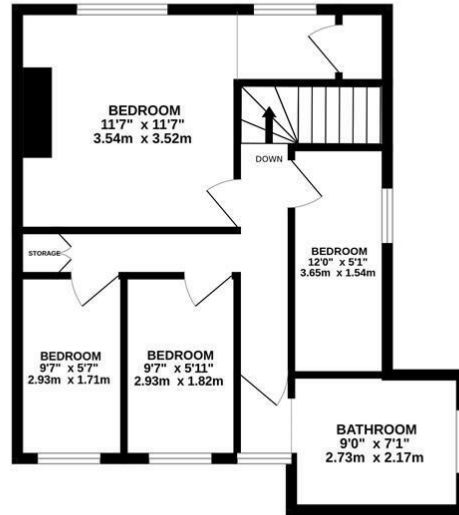 BEDROOM
11'7" x 11'7"
3.54m x 3.52m
DOWN
STORAGE
BEDROOM
12'0" x 5'1"
3.65m x 1.54m
BEDROOM
9'7" x 5'7"
2.93m x 1.71m
BEDROOM
9'7" x 5'11"
2.93m x 1.82m
BATHROOM
9'0" x 7'1"
2.73m x 2.17m